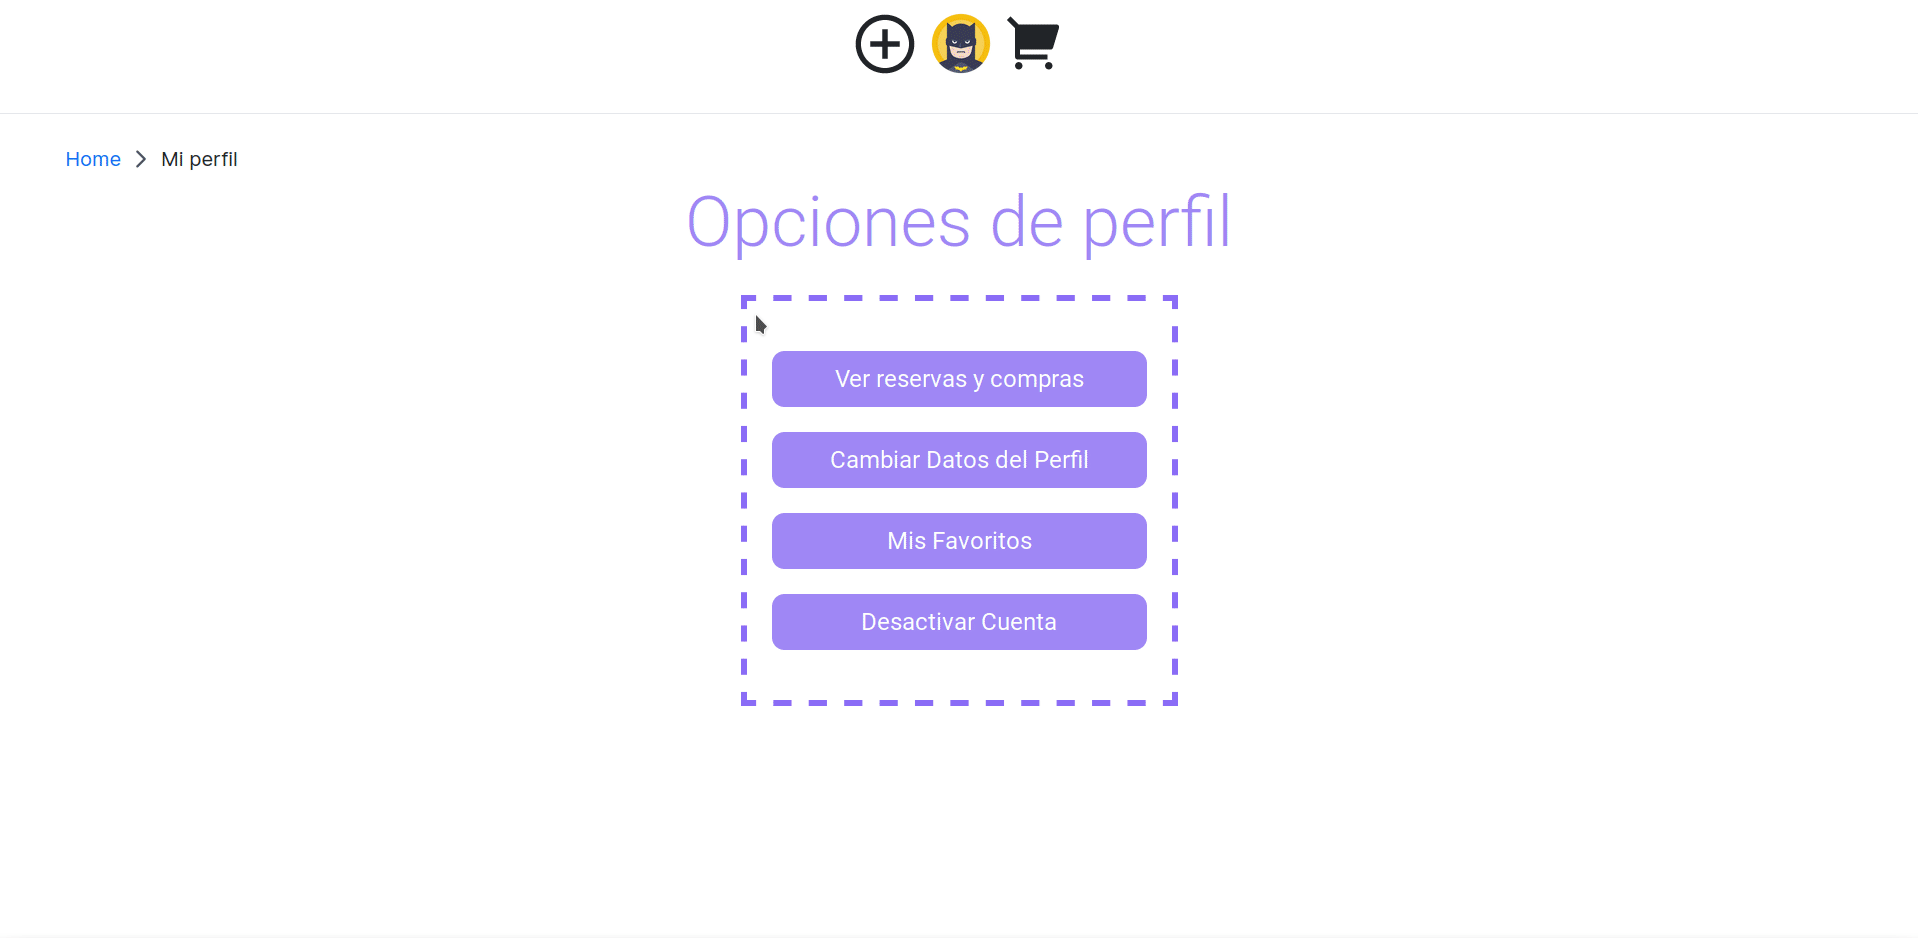 Home > Mi perfil
Opciones de perfil
Ver reservas y compras
Cambiar Datos del Perfil
Mis Favoritos
Desactivar Cuenta